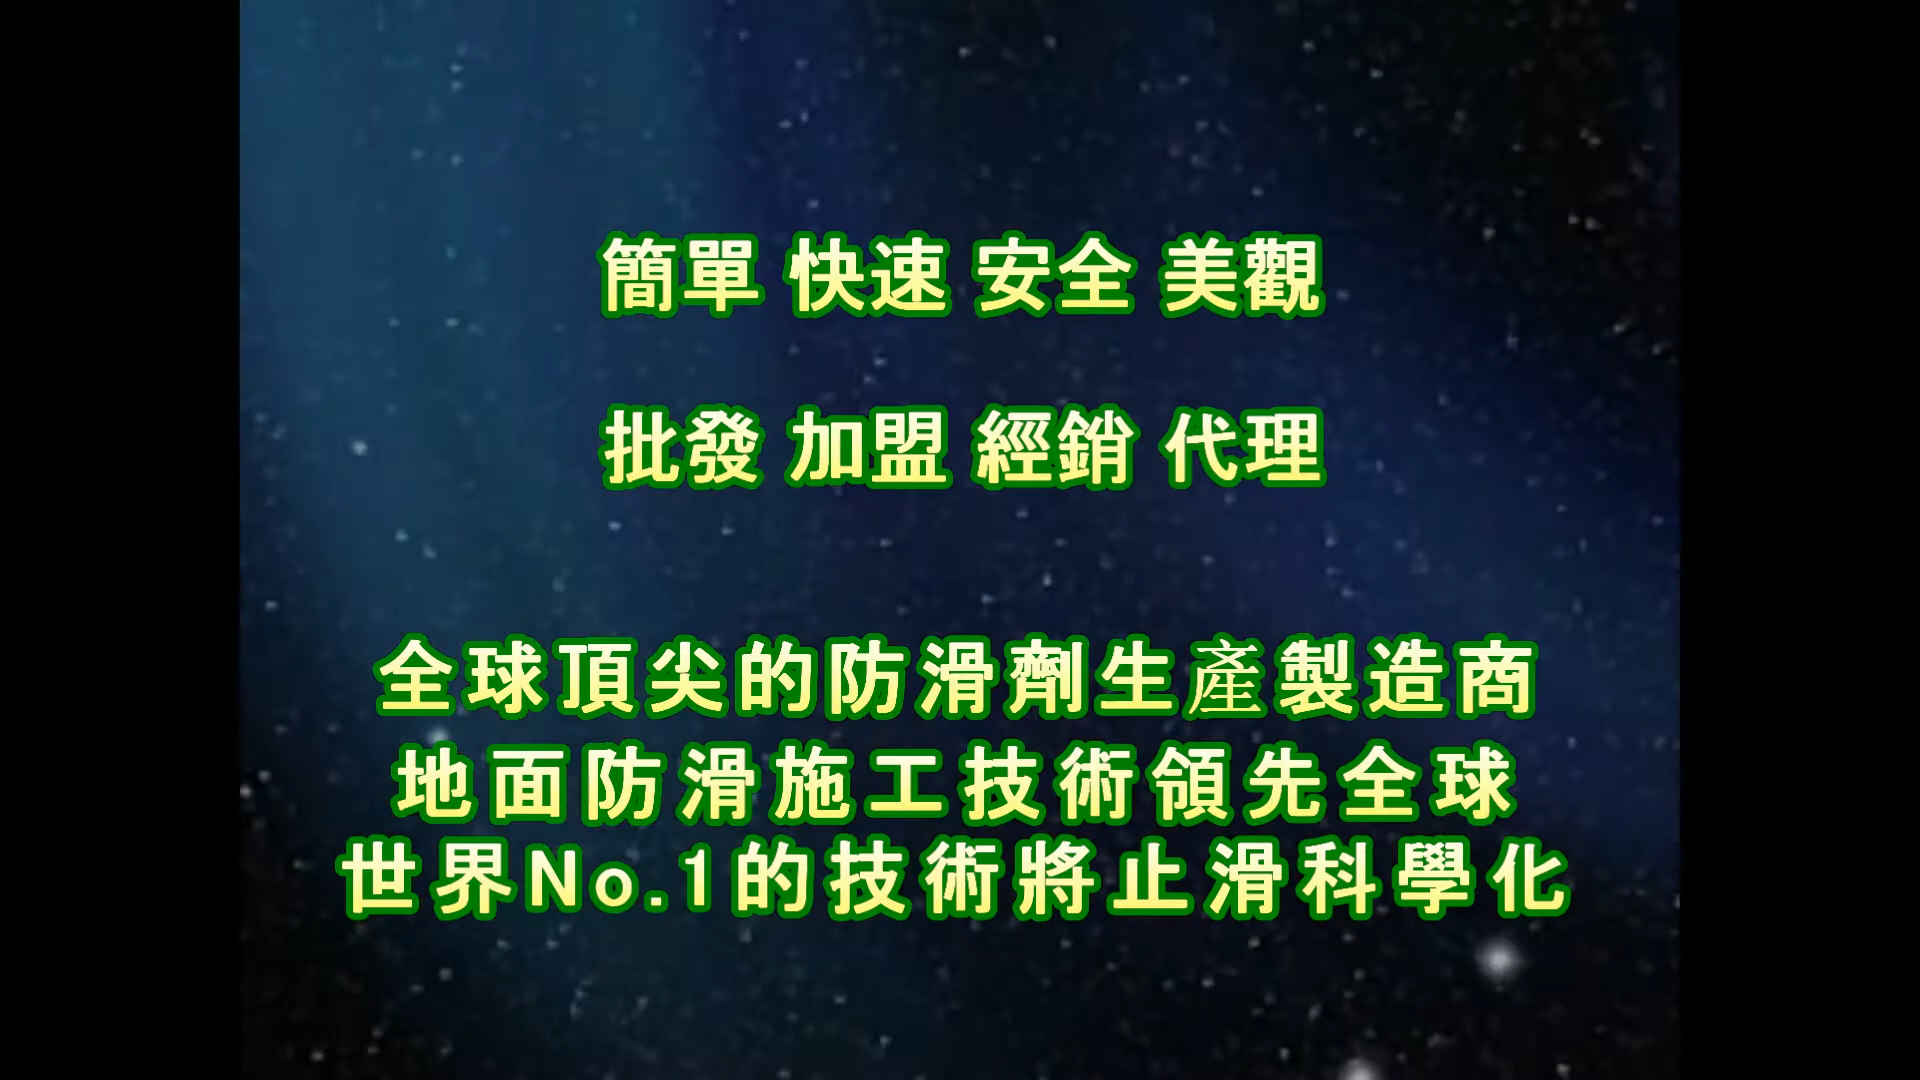 簡單 快速 安全 美觀
批發 加盟 經銷 代理
全球頂尖的防滑劑生產製造商
地面防滑施工技術領先全球
世界No.1的技術將止滑科學化